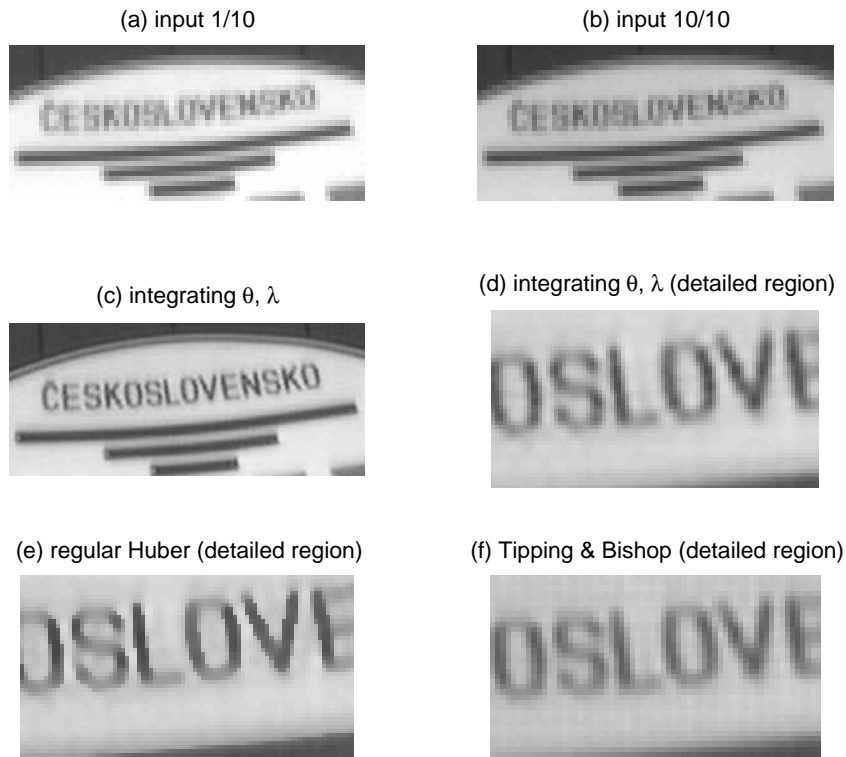 (a) input 1/10
(b) input 10/10
ČESKOSLOVENSKO
ČESKOSLOVENSKO
(c) integrating θ, λ
(d) integrating θ, λ (detailed region)
ČESKOSLOVENSKO
OSLOVE
(e) regular Huber (detailed region)
(f) Tipping & Bishop (detailed region)
OSLOVE
OSLOVE